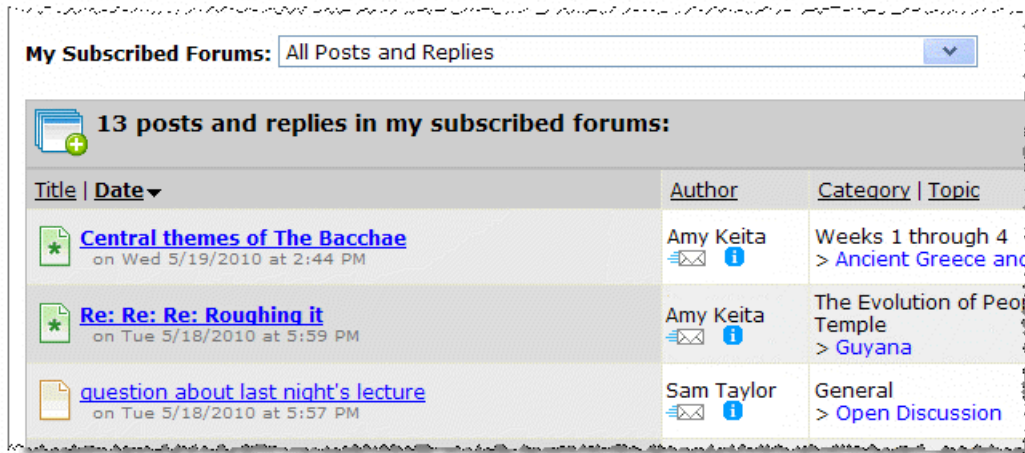 My Subscribed Forums: All Posts and Replies
13 posts and replies in my subscribed forums:
Title | Date Author Category | Topic
Central themes of The Bacchae Amy Keita Weeks 1 through 4
on Wed 5/19/2010 at 2:44 PM > Ancient Greece and
Re: Re: Re: Roughing it Amy Keita The Evolution of
on Tue 5/18/2010 at 5:59 PM Temple
> Guyana
question about last night's lecture Sam Taylor General
on Tue 5/18/2010 at 5:57 PM > Open Discussion